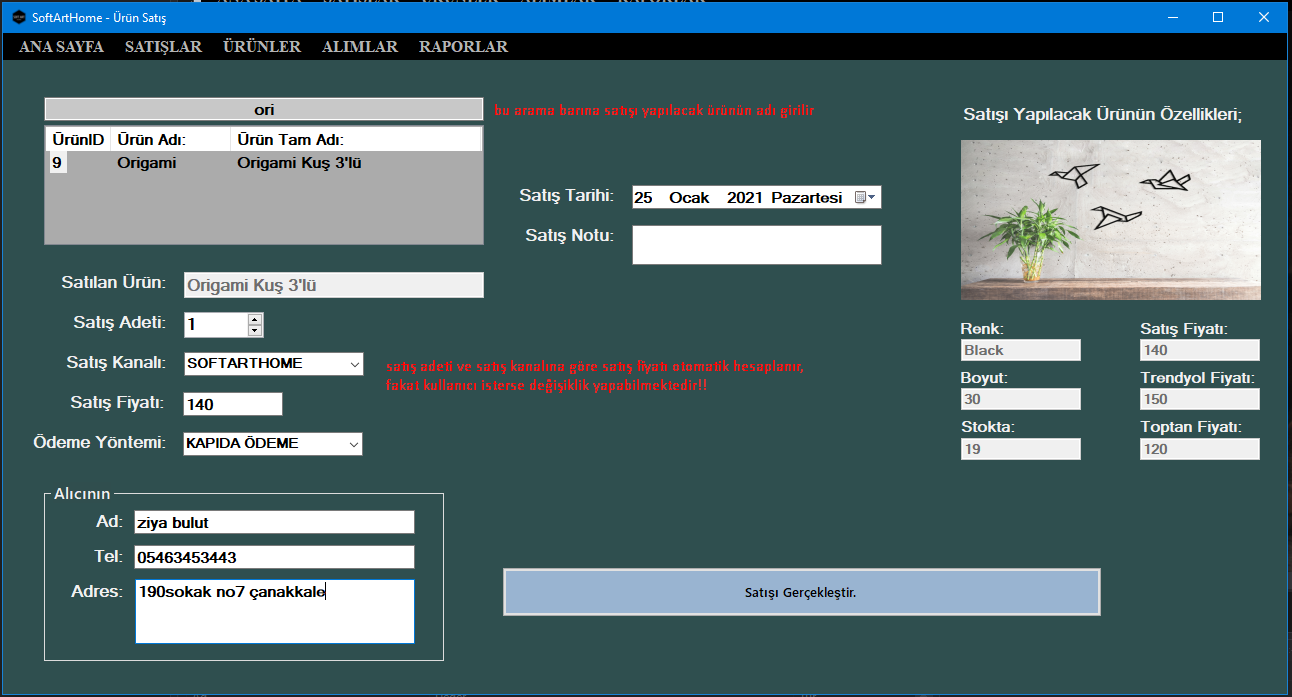 SoftArtHome - Ürün Satış
ANA SAYFA SATIŞLAR ÜRÜNLER ALIMLAR RAPORLAR
ori
bu arama barına satışı yapılacak ürünün adı girilir
ÜrünID Ürün Adı: Ürün Tam Adı:
9 Origami Origami Kuş 3'lü
Satış Tarihi: 25 Ocak 2021 Pazartesi
Satış Notu:
Satılan Ürün: Origami Kuş 3'lü
Satış Adeti: 1
Satış Kanalı: SOFTARTHOME
satış adeti ve satış kanalına göre satış fiyatı otomatik hesaplanır,
fakat kullanıcı isterse değişiklik yapabilmektedir!!
Satış Fiyatı: 140
Ödeme Yöntemi: KAPIDA ÖDEME
Alıcının
Ad: ziya bulut
Tel: 05463453443
Adres: 190sokak no7 çanakkale
Satışı Gerçekleştir.
Satışı Yapılacak Ürünün Özellikleri;
Renk: Satış Fiyatı:
Black 140
Boyut: Trendyol Fiyatı:
30 150
Stokta: Toptan Fiyatı:
19 120